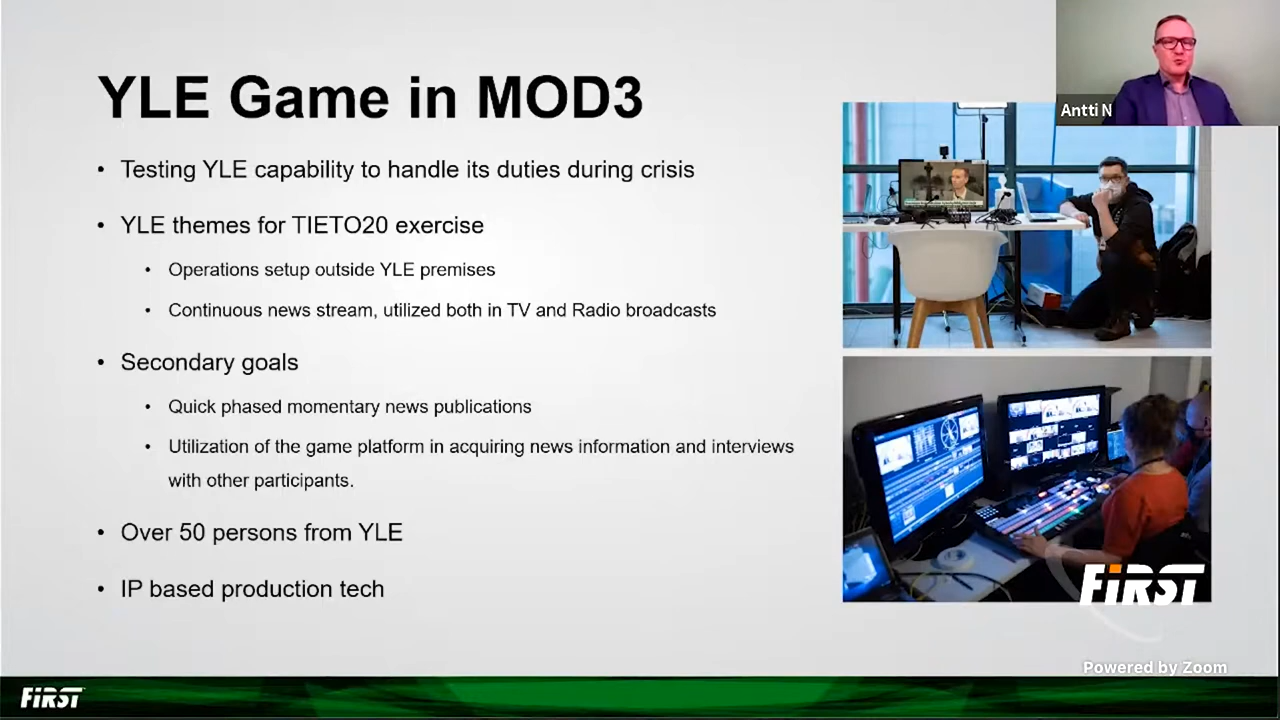 YLE Game in MOD3
Antti N
• Testing YLE capability to handle its duties during crisis
• YLE themes for TIETO20 exercise
• Operations setup outside YLE premises
• Continuous news stream, utilized both in TV and Radio broadcasts
• Secondary goals
• Quick phased momentary news publications
• Utilization of the game platform in acquiring news information and interviews
with other participants.
• Over 50 persons from YLE
• IP based production tech
FiRST
Powered by Zoom
FiRST